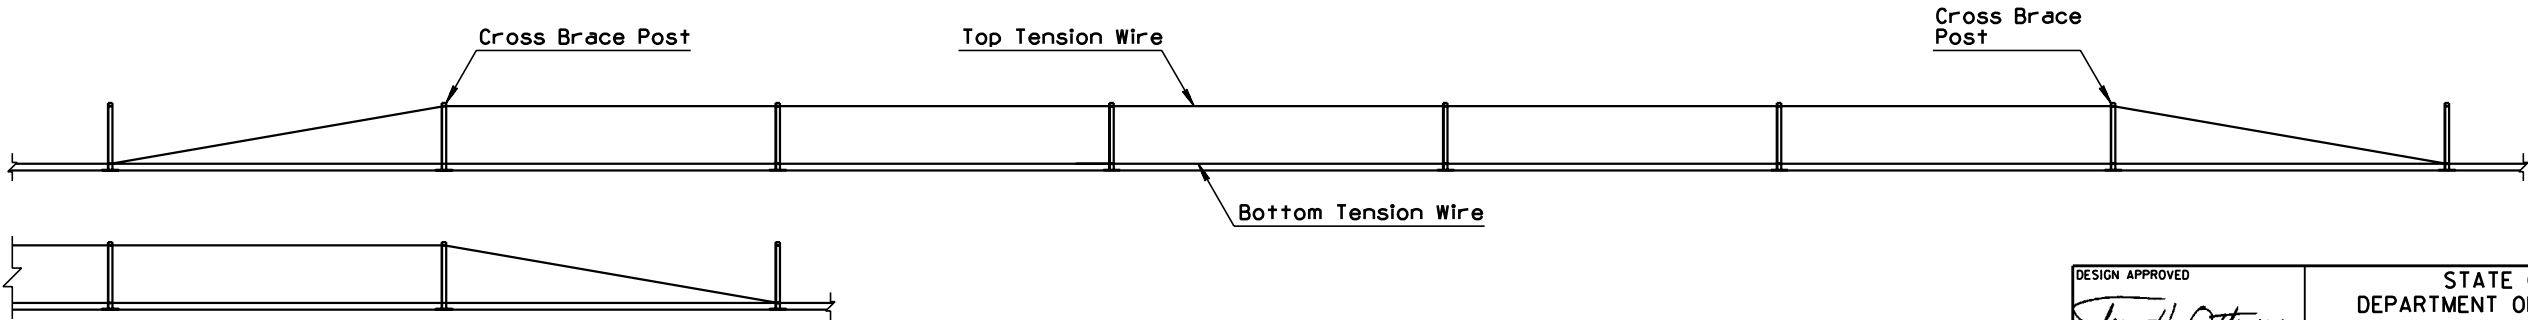 Cross Brace Post
Top Tension Wire
Cross Brace
Post
Bottom Tension Wire
DESIGN APPROVED
STATE
DEPARTMENT